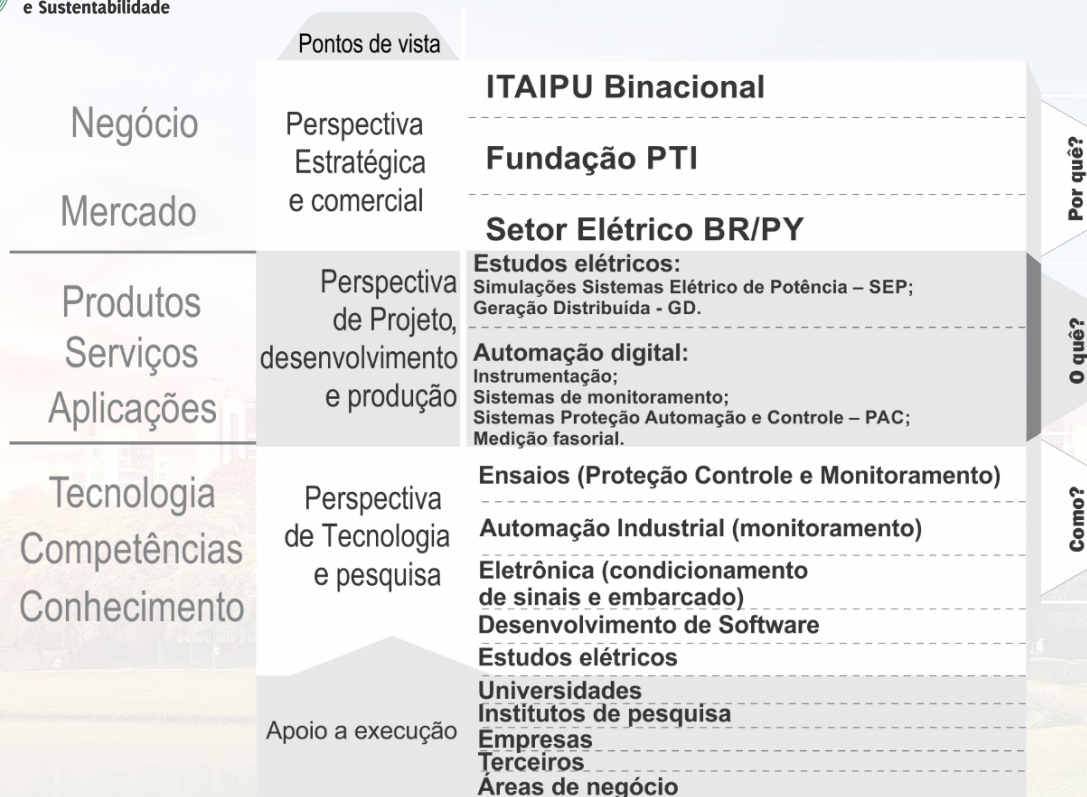 e Sustentabilidade
Pontos de vista
Negócio
Mercado
Perspectiva
Estratégica
e comercial
ITAIPU Binacional
Fundação PTI
Setor Elétrico BR/PY
Por quê?
Produtos
Serviços
Aplicações
Perspectiva
de Projeto,
desenvolvimento
e produção
Estudos elétricos:
Simulações Sistemas Elétrico de Potência – SEP;
Geração Distribuída - GD.
Automação digital:
Instrumentação;
Sistemas de monitoramento;
Sistemas Proteção Automação e Controle – PAC;
Medição fasorial.
O quê?
Tecnologia
Competências
Conhecimento
Perspectiva
de Tecnologia
e pesquisa
Ensaios (Proteção Controle e Monitoramento)
Automação Industrial (monitoramento)
Eletrônica (condicionamento
de sinais e embarcado)
Desenvolvimento de Software
Estudos elétricos
Como?
Apoio a execução
Universidades
Institutos de pesquisa
Empresas
Terceiros
Áreas de negócio